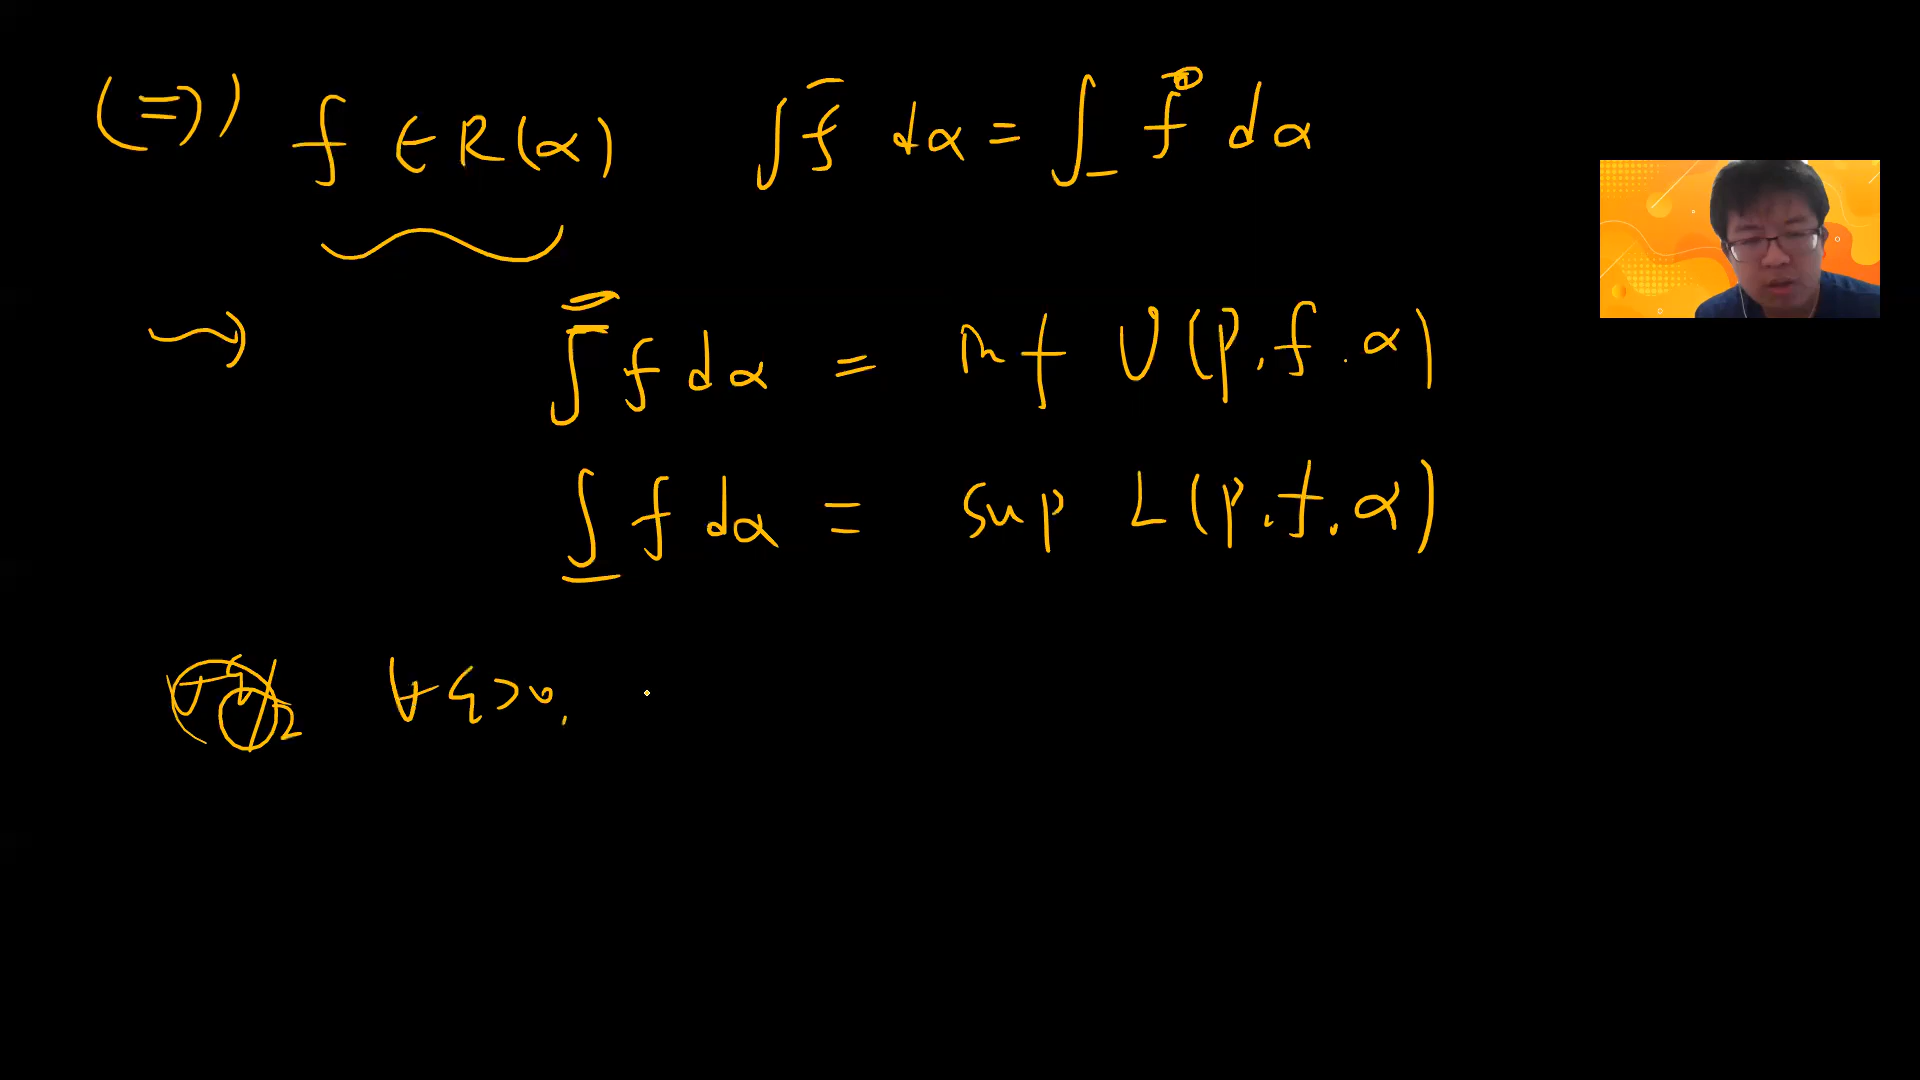 (⇒) f ∈ R(α) ∫ f̄ dα = ∫_ f dα
⇝ ∫̄ f dα = inf U(P, f, α)
∫_ f dα = sup L(P, f, α)
∀ε>0,